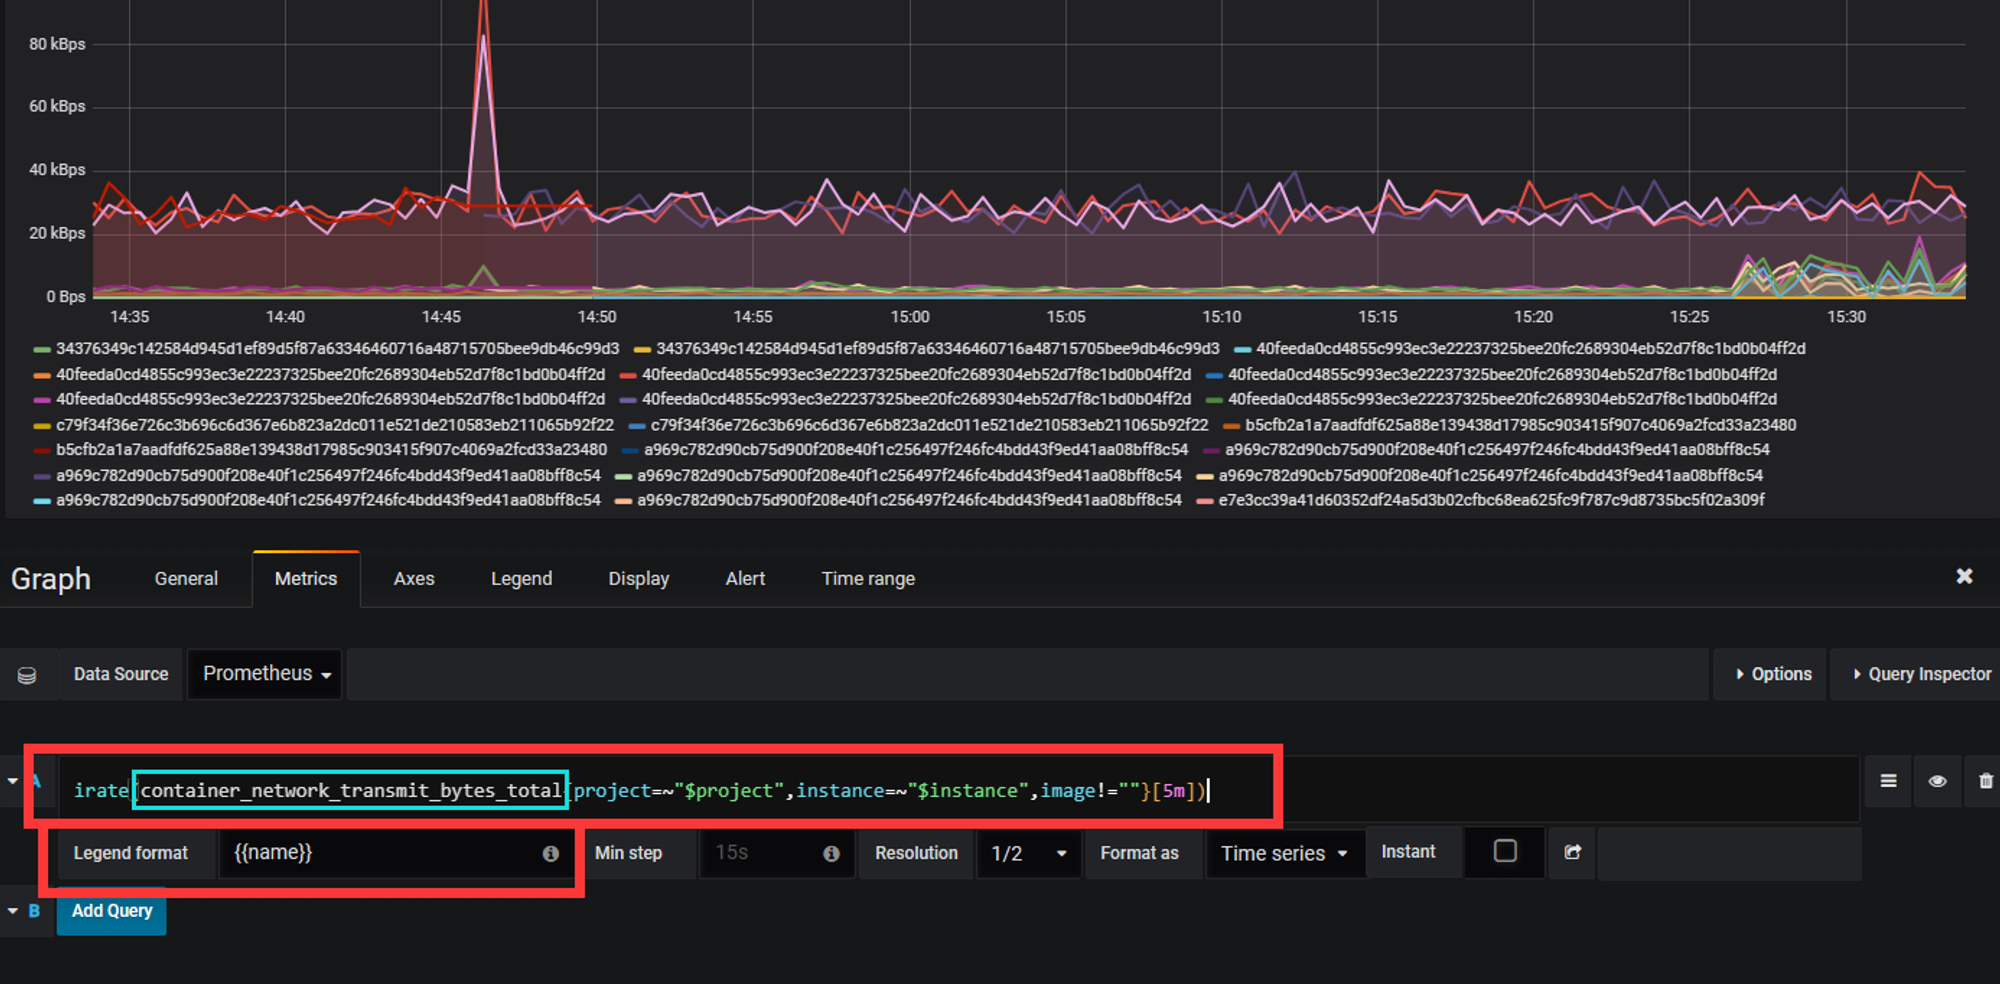 80 kBps
60 kBps
40 kBps
20 kBps
0 Bps
14:35 14:40 14:45 14:50 14:55 15:00 15:05 15:10 15:15 15:20 15:25 15:30
34376349c142584d945d1ef89d5f87a63346460716a48715705bee9db46c99d3 34376349c142584d945d1ef89d5f87a63346460716a48715705bee9db46c99d3 40feeda0cd4855c993ec3e22237325bee20fc2689304eb52d7f8c1bd0b04ff2d
40feeda0cd4855c993ec3e22237325bee20fc2689304eb52d7f8c1bd0b04ff2d 40feeda0cd4855c993ec3e22237325bee20fc2689304eb52d7f8c1bd0b04ff2d 40feeda0cd4855c993ec3e22237325bee20fc2689304eb52d7f8c1bd0b04ff2d
40feeda0cd4855c993ec3e22237325bee20fc2689304eb52d7f8c1bd0b04ff2d 40feeda0cd4855c993ec3e22237325bee20fc2689304eb52d7f8c1bd0b04ff2d 40feeda0cd4855c993ec3e22237325bee20fc2689304eb52d7f8c1bd0b04ff2d
c79f34f36e726c3b696c6d367e6b823a2dc011e521de210583eb211065b92f22 c79f34f36e726c3b696c6d367e6b823a2dc011e521de210583eb211065b92f22 b5cfb2a1a7aadfdf625a88e139438d17985c903415f907c4069a2fcd33a23480
b5cfb2a1a7aadfdf625a88e139438d17985c903415f907c4069a2fcd33a23480 a969c782d90cb75d900f208e40f1c256497f246fc4bdd43f9ed41aa08bff8c54 a969c782d90cb75d900f208e40f1c256497f246fc4bdd43f9ed41aa08bff8c54
a969c782d90cb75d900f208e40f1c256497f246fc4bdd43f9ed41aa08bff8c54 a969c782d90cb75d900f208e40f1c256497f246fc4bdd43f9ed41aa08bff8c54 a969c782d90cb75d900f208e40f1c256497f246fc4bdd43f9ed41aa08bff8c54
a969c782d90cb75d900f208e40f1c256497f246fc4bdd43f9ed41aa08bff8c54 a969c782d90cb75d900f208e40f1c256497f246fc4bdd43f9ed41aa08bff8c54 e7e3cc39a41d60352df24a5d3b02cfbc68ea625fc9f787c9d8735bc5f02a309f
Graph General Metrics Axes Legend Display Alert Time range
Data Source Prometheus Options Query Inspector
A irate(container_network_transmit_bytes_total{project=~"$project",instance=~"$instance",image!=""}[5m])
Legend format {{name}} Min step 15s Resolution 1/2 Format as Time series Instant
B Add Query